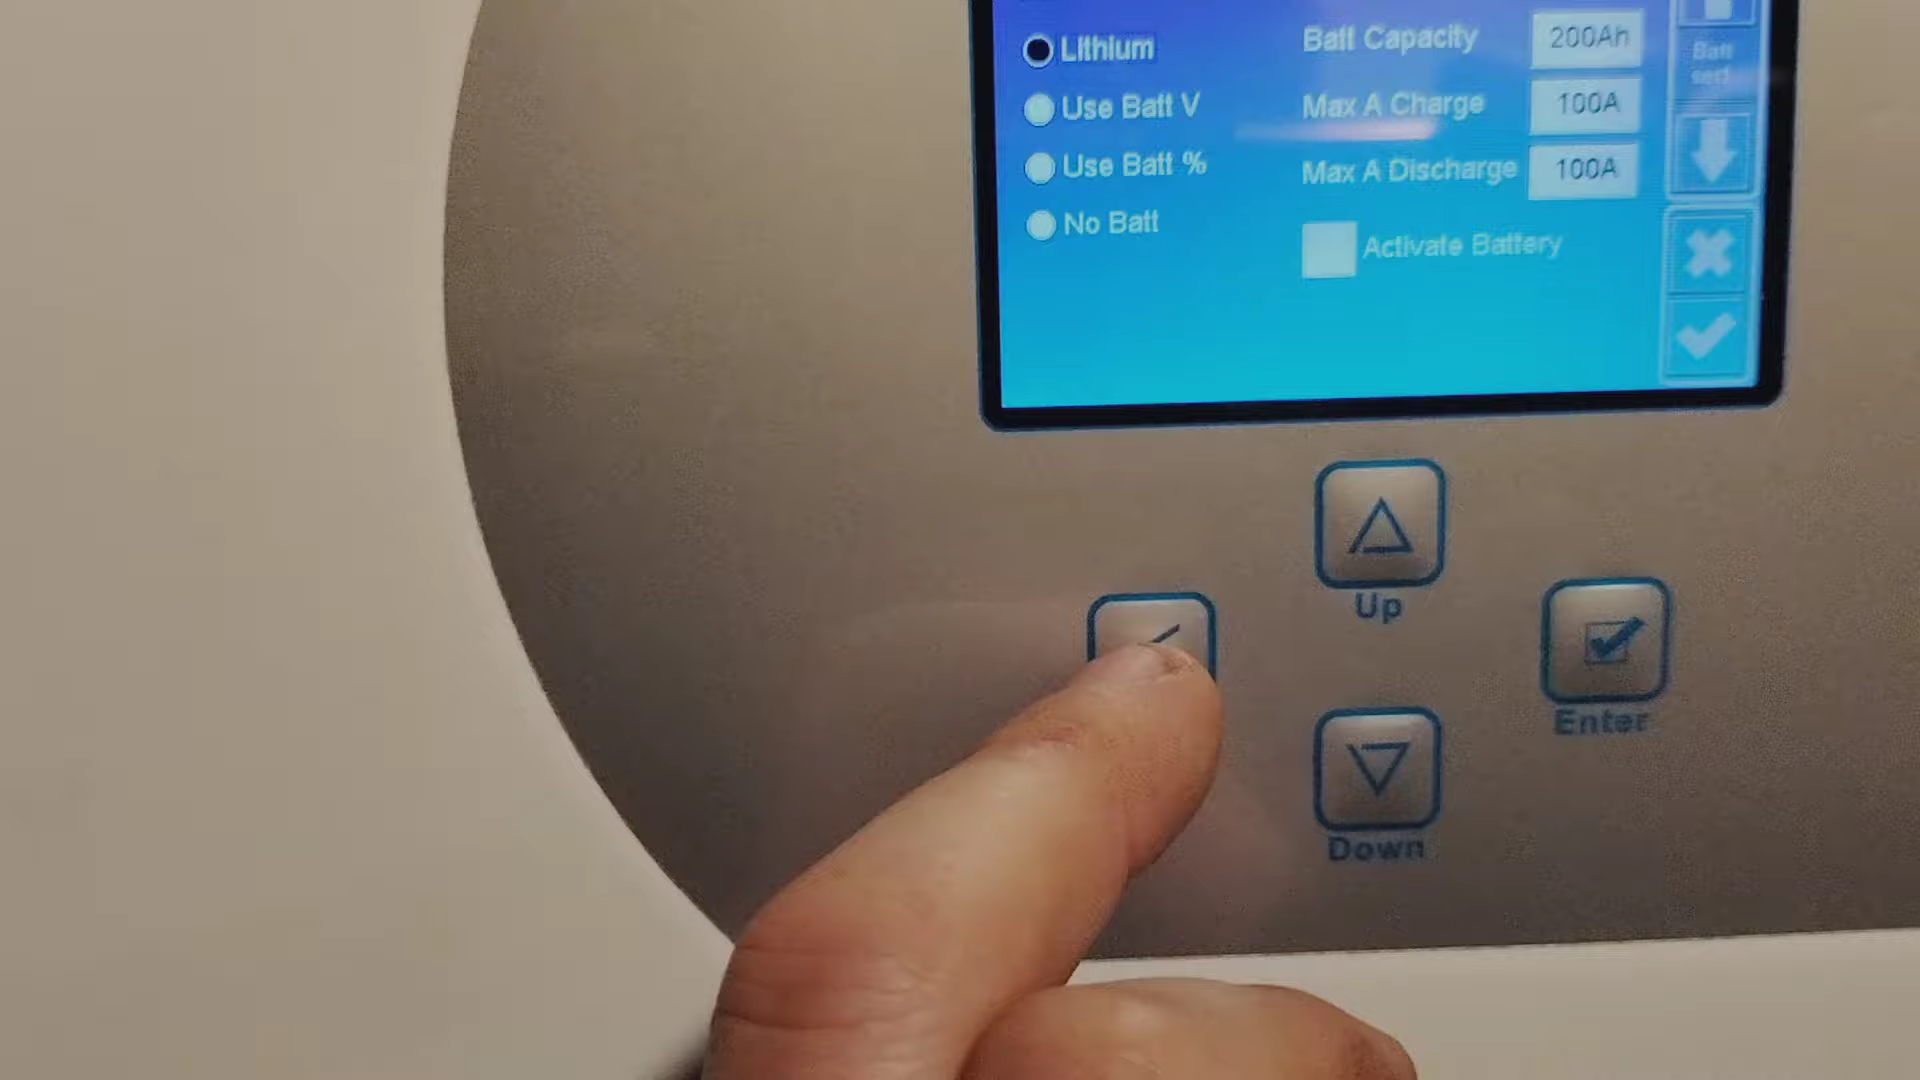 Lithium
Batt Capacity 200Ah
Use Batt V
Max A Charge 100A
Use Batt %
Max A Discharge 100A
No Batt
Activate Battery
Batt
Up
Enter
Down